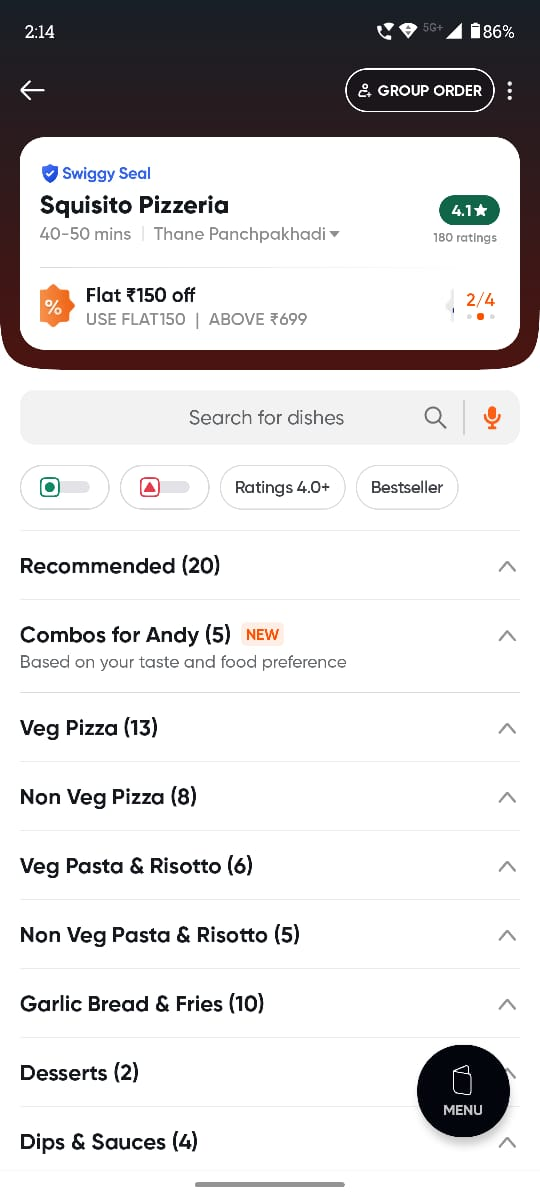 2:14
5G+
86%
GROUP ORDER
Swiggy Seal
Squisito Pizzeria
4.1★
40-50 mins | Thane Panchpakhadi
180 ratings
%
Flat ₹150 off
2/4
USE FLAT150 | ABOVE ₹699
Search for dishes
Ratings 4.0+
Bestseller
Recommended (20)
Combos for Andy (5) NEW
Based on your taste and food preference
Veg Pizza (13)
Non Veg Pizza (8)
Veg Pasta & Risotto (6)
Non Veg Pasta & Risotto (5)
Garlic Bread & Fries (10)
Desserts (2)
MENU
Dips & Sauces (4)